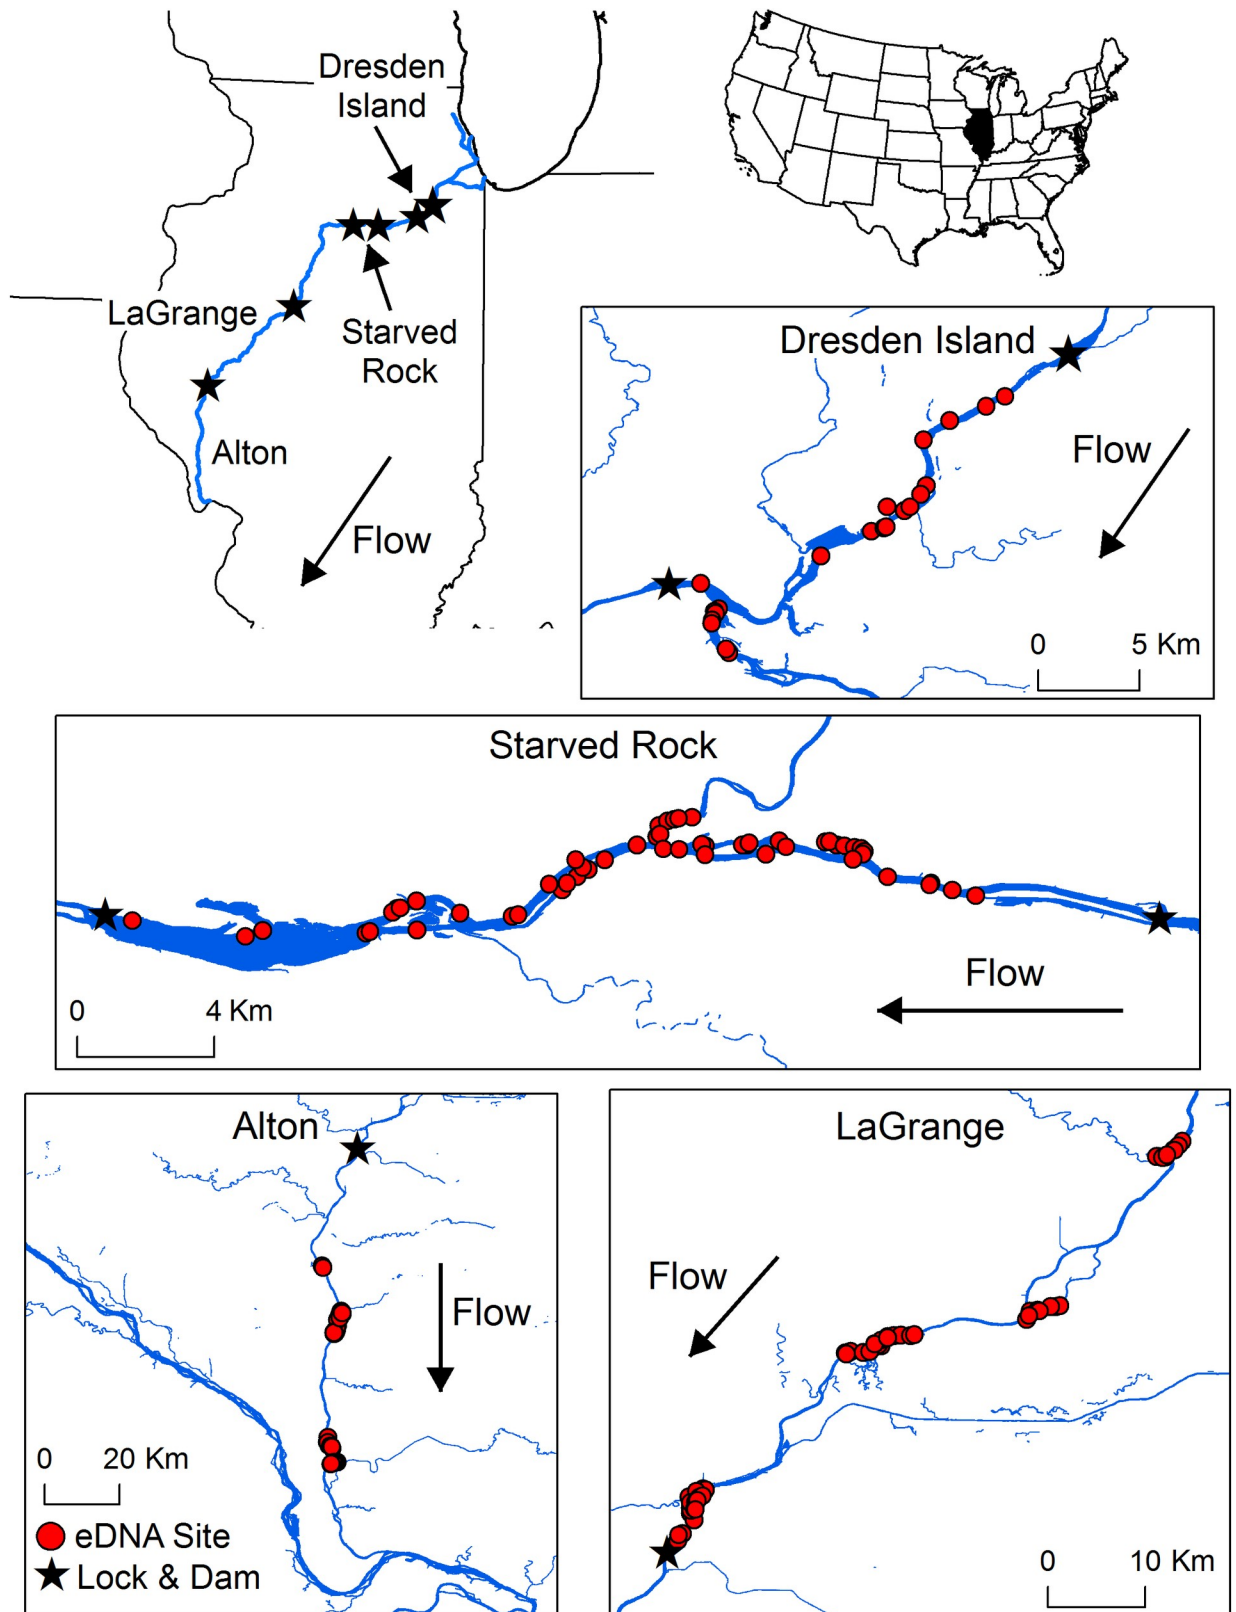 Dresden
Island
LaGrange
Starved
Rock
Alton
Flow
Dresden Island
Flow
0 5 Km
Starved Rock
Flow
0 4 Km
Alton
Flow
0 20 Km
eDNA Site
Lock & Dam
LaGrange
Flow
0 10 Km